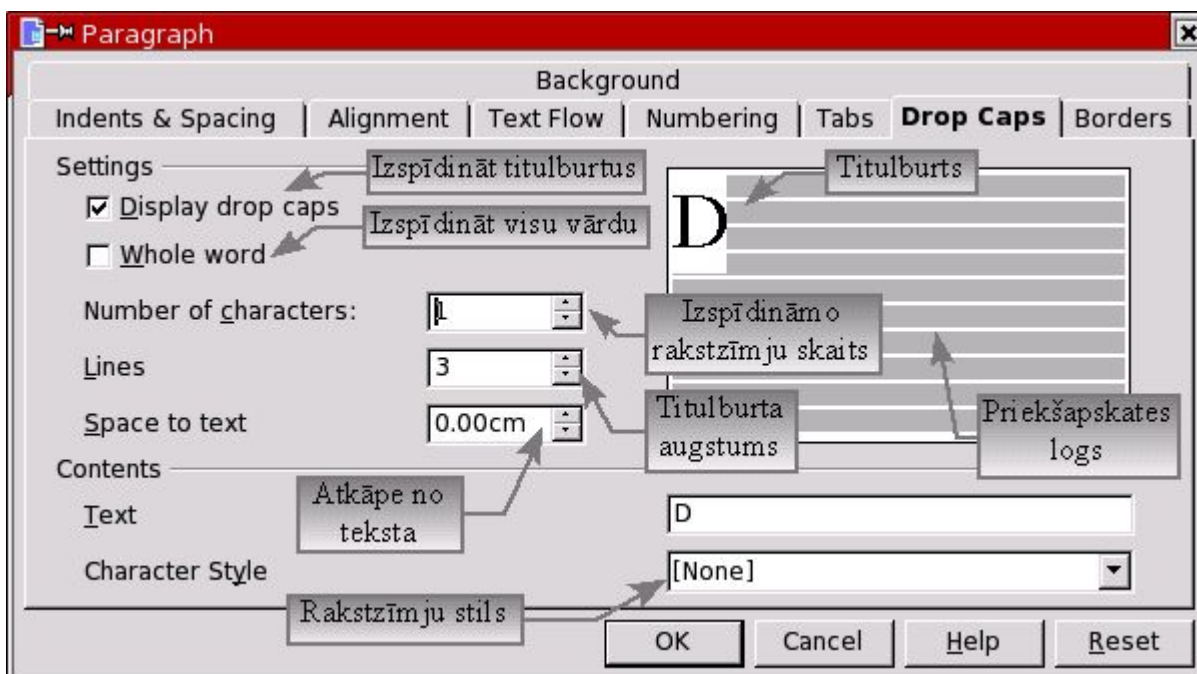 Paragraph
Background
Indents & Spacing
Alignment
Text Flow
Numbering
Tabs
Drop Caps
Borders
Settings
Izspīdināt titulburtus
Titulburts
Display drop caps
D
Izspīdināt visu vārdu
Whole word
Number of characters:
1
Izspīdināmo
rakstzīmju skaits
Lines
3
Titulburta
augstums
Priekšapskates
logs
Space to text
0.00cm
Contents
Atkāpe no
teksta
Text
D
Character Style
[None]
Rakstzīmju stils
OK
Cancel
Help
Reset